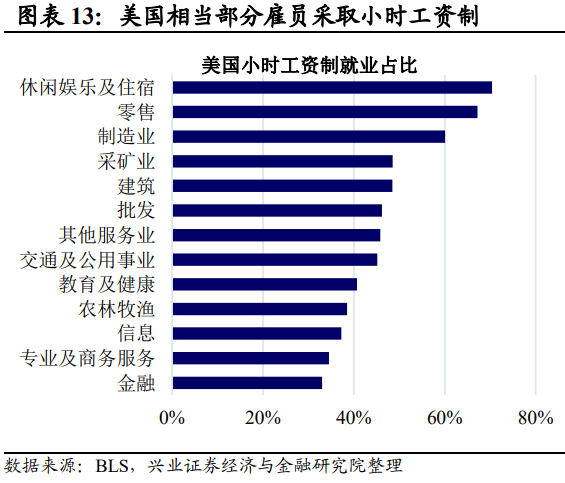 图表 13：美国相当部分雇员采取小时工资制
美国小时工资制就业占比
休闲娱乐及住宿
零售
制造业
采矿业
建筑
批发
其他服务业
交通及公用事业
教育及健康
农林牧渔
信息
专业及商务服务
金融
0% 20% 40% 60% 80%
数据来源：BLS，兴业证券经济与金融研究院整理